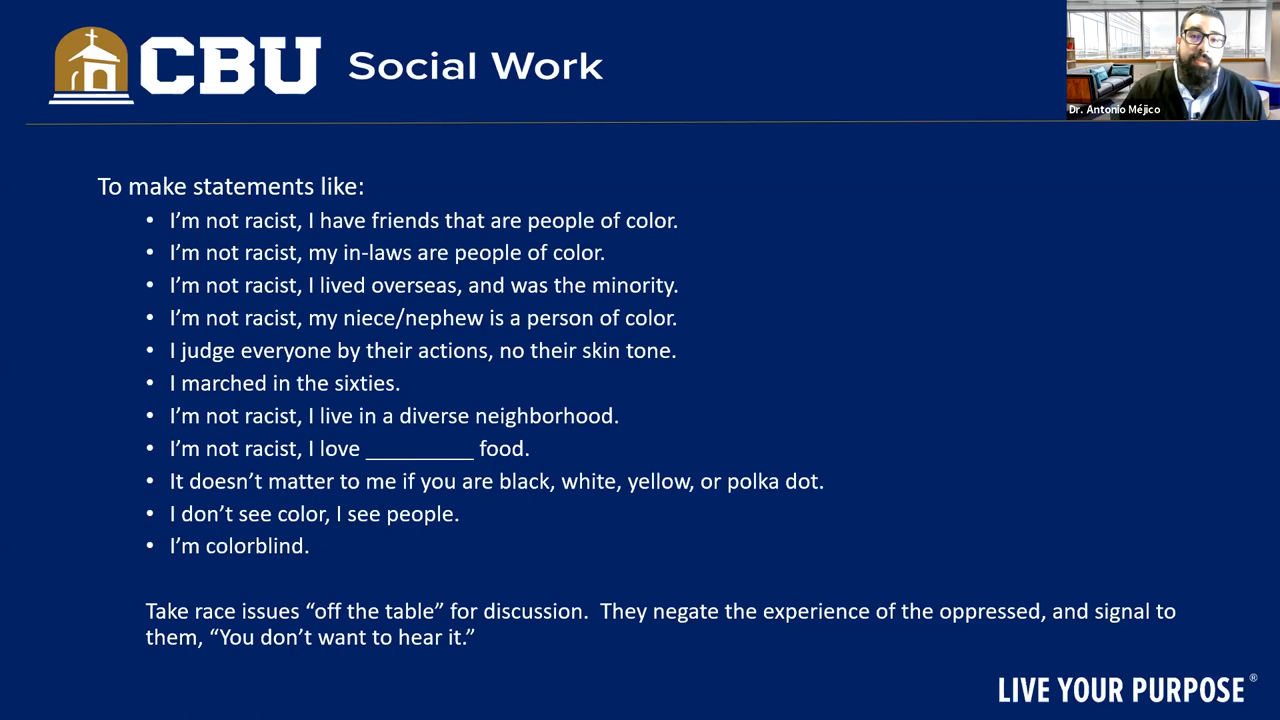 CBU Social Work
Dr. Antonio Méjico
To make statements like:
• I’m not racist, I have friends that are people of color.
• I’m not racist, my in-laws are people of color.
• I’m not racist, I lived overseas, and was the minority.
• I’m not racist, my niece/nephew is a person of color.
• I judge everyone by their actions, no their skin tone.
• I marched in the sixties.
• I’m not racist, I live in a diverse neighborhood.
• I’m not racist, I love _________ food.
• It doesn’t matter to me if you are black, white, yellow, or polka dot.
• I don’t see color, I see people.
• I’m colorblind.
Take race issues “off the table” for discussion.  They negate the experience of the oppressed, and signal to
them, “You don’t want to hear it.”
LIVE YOUR PURPOSE®